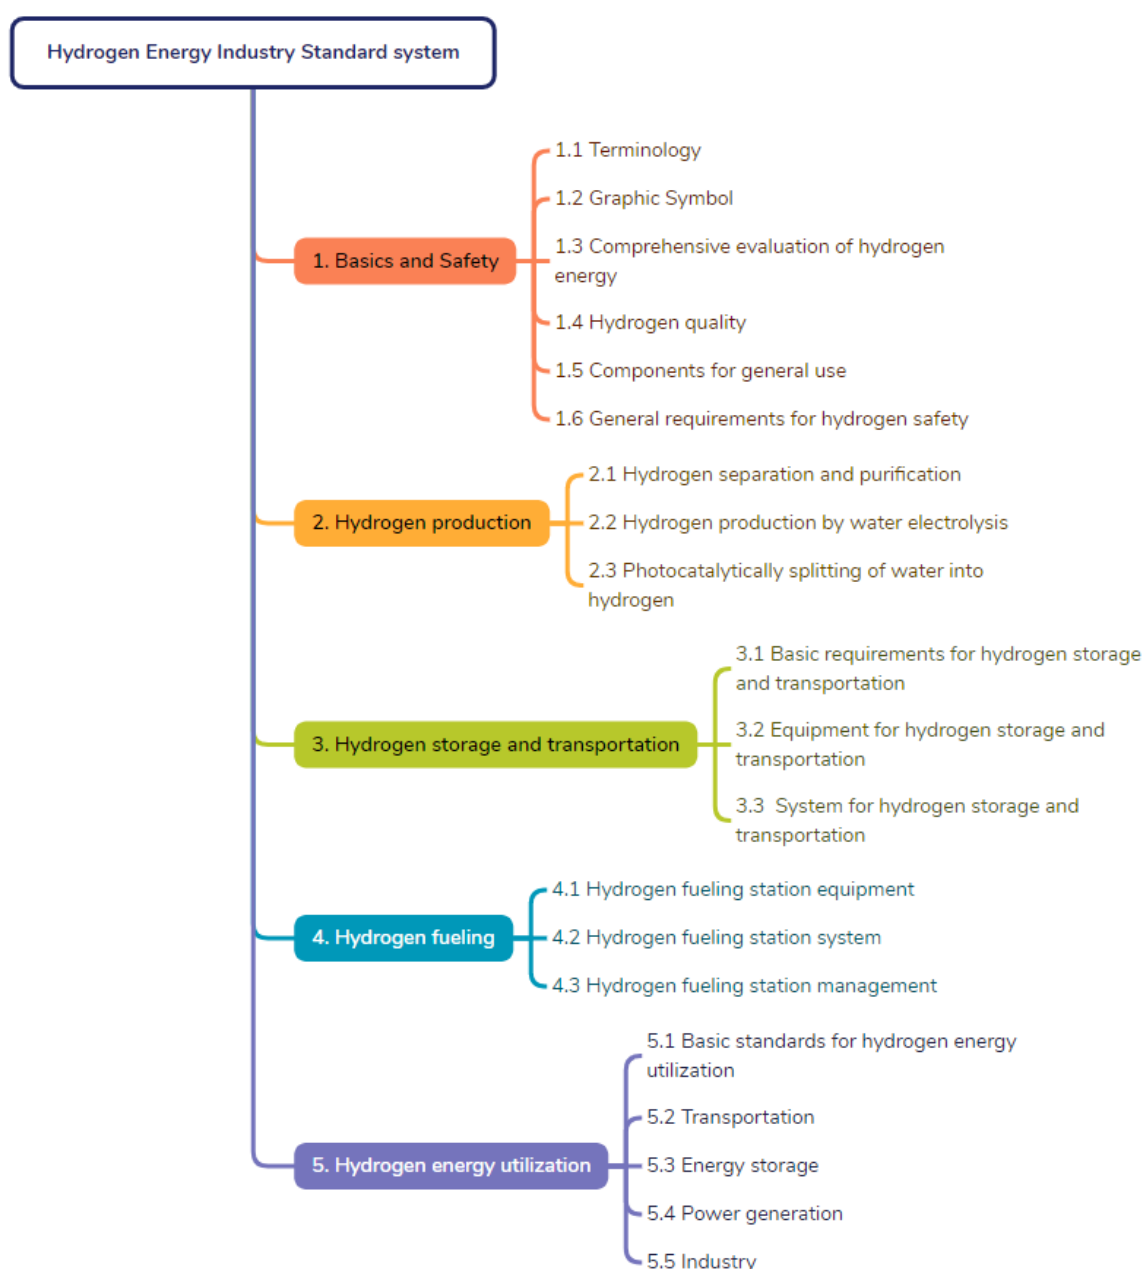 Hydrogen Energy Industry Standard system
1. Basics and Safety
1.1 Terminology
1.2 Graphic Symbol
1.3 Comprehensive evaluation of hydrogen
energy
1.4 Hydrogen quality
1.5 Components for general use
1.6 General requirements for hydrogen safety
2. Hydrogen production
2.1 Hydrogen separation and purification
2.2 Hydrogen production by water electrolysis
2.3 Photocatalytically splitting of water into
hydrogen
3. Hydrogen storage and transportation
3.1 Basic requirements for hydrogen storage
and transportation
3.2 Equipment for hydrogen storage and
transportation
3.3  System for hydrogen storage and
transportation
4. Hydrogen fueling
4.1 Hydrogen fueling station equipment
4.2 Hydrogen fueling station system
4.3 Hydrogen fueling station management
5. Hydrogen energy utilization
5.1 Basic standards for hydrogen energy
utilization
5.2 Transportation
5.3 Energy storage
5.4 Power generation
5.5 Industry